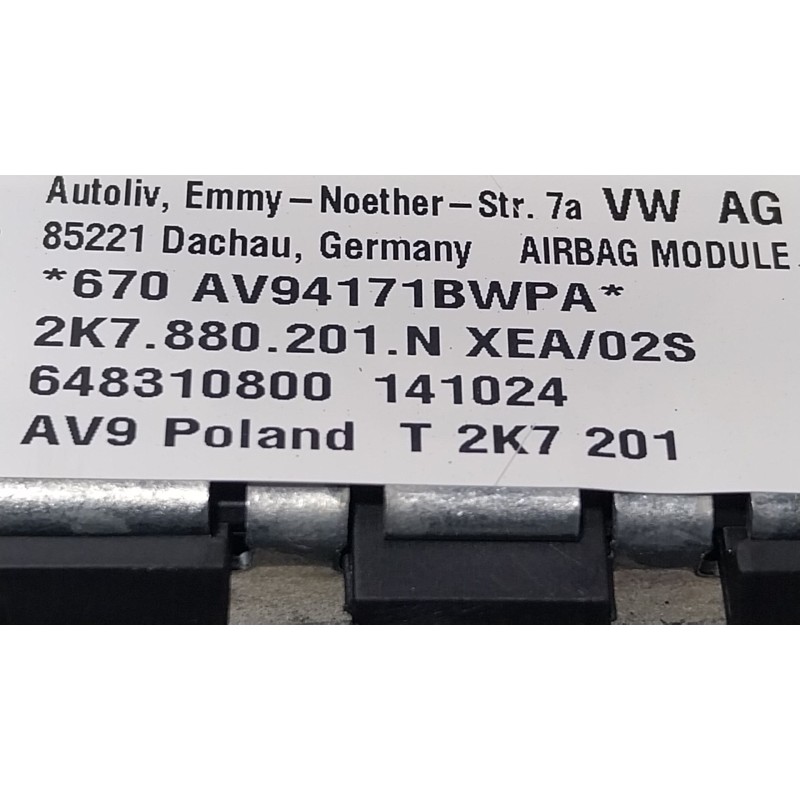 Autoliv, Emmy-Noether-Str. 7a VW AG
85221 Dachau, Germany AIRBAG MODULE
*670 AV94171BWPA*
2K7.880.201.N XEA/02S
648310800 141024
AV9 Poland T 2K7 201